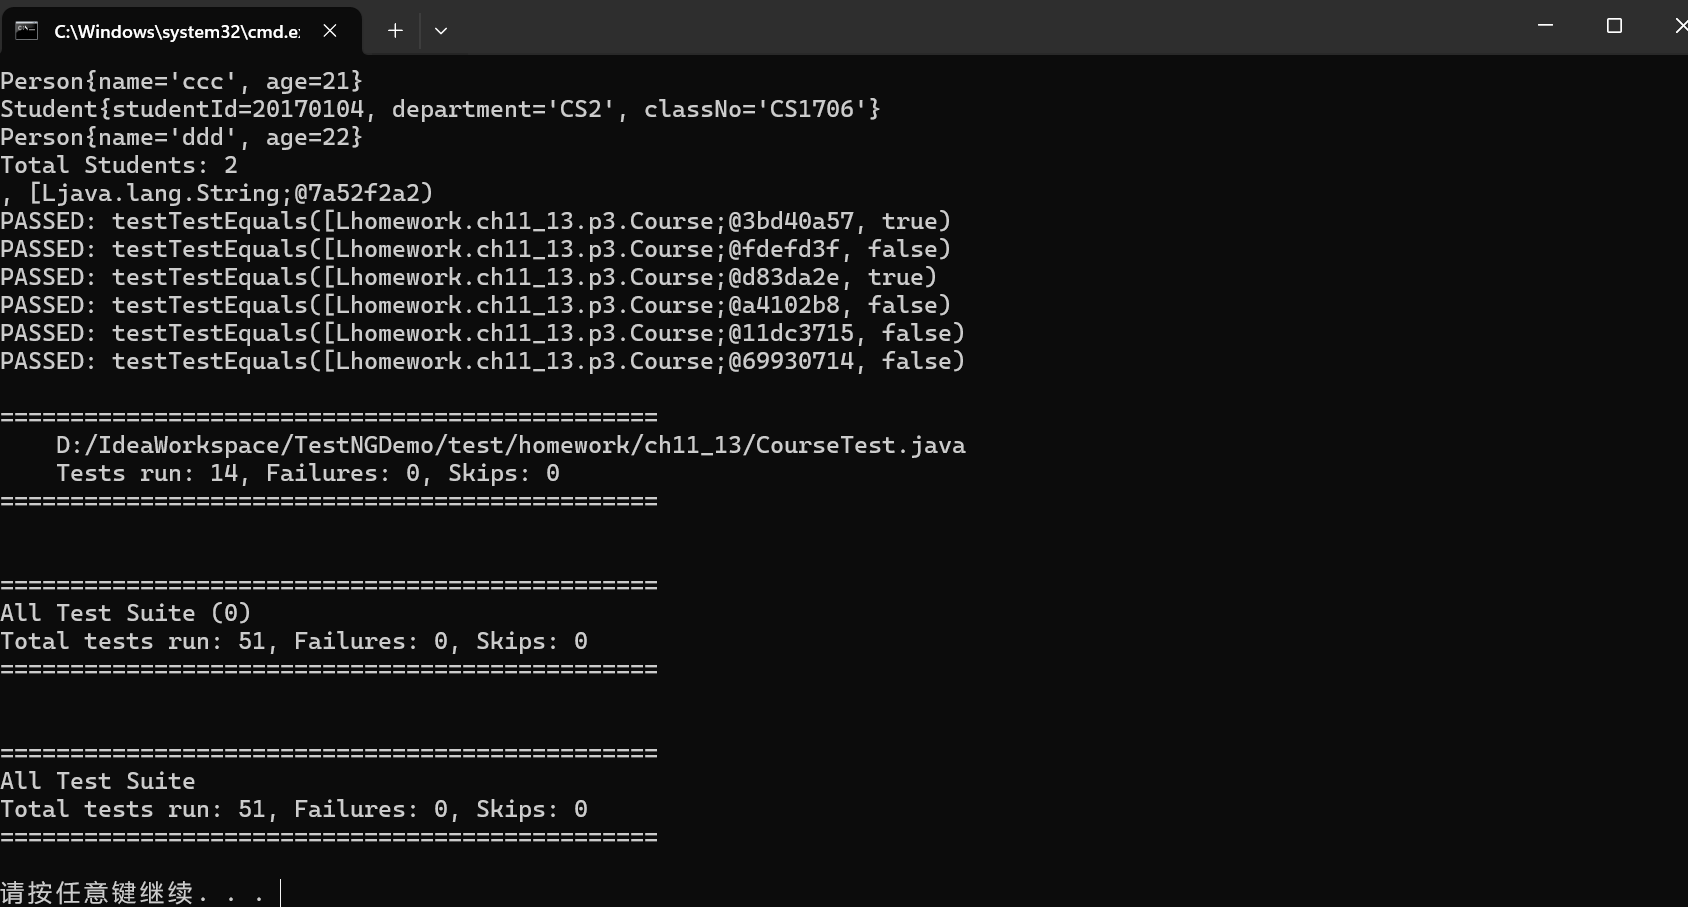 C:\Windows\system32\cmd.e
Person{name='ccc', age=21}
Student{studentId=20170104, department='CS2', classNo='CS1706'}
Person{name='ddd', age=22}
Total Students: 2
, [Ljava.lang.String;@7a52f2a2)
PASSED: testTestEquals([Lhomework.ch11_13.p3.Course;@3bd40a57, true)
PASSED: testTestEquals([Lhomework.ch11_13.p3.Course;@fdefd3f, false)
PASSED: testTestEquals([Lhomework.ch11_13.p3.Course;@d83da2e, true)
PASSED: testTestEquals([Lhomework.ch11_13.p3.Course;@a4102b8, false)
PASSED: testTestEquals([Lhomework.ch11_13.p3.Course;@11dc3715, false)
PASSED: testTestEquals([Lhomework.ch11_13.p3.Course;@69930714, false)
===============================================
D:/IdeaWorkspace/TestNGDemo/test/homework/ch11_13/CourseTest.java
Tests run: 14, Failures: 0, Skips: 0
===============================================
===============================================
All Test Suite (0)
Total tests run: 51, Failures: 0, Skips: 0
===============================================
===============================================
All Test Suite
Total tests run: 51, Failures: 0, Skips: 0
===============================================
请按任意键继续. . .